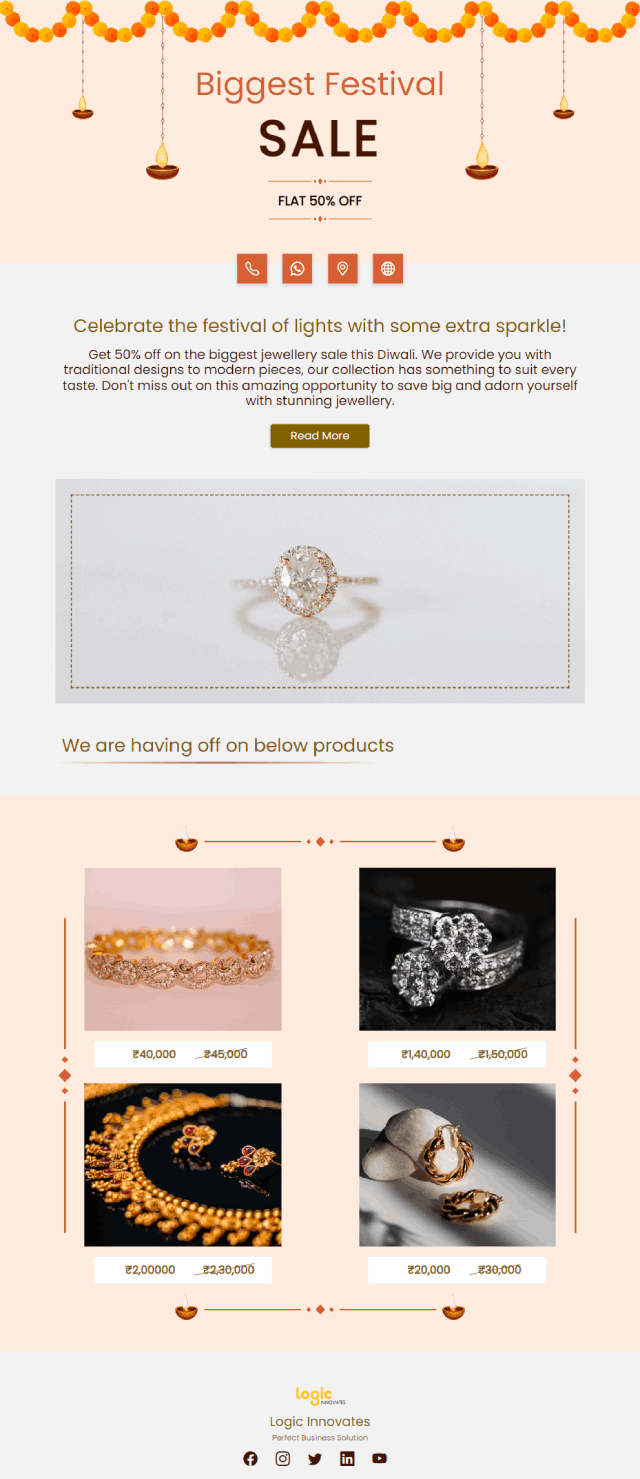 Biggest Festival
SALE
FLAT 50% OFF
Celebrate the festival of lights with some extra sparkle!
Get 50% off on the biggest jewellery sale this Diwali. We provide you with
traditional designs to modern pieces, our collection has something to suit every
taste. Don't miss out on this amazing opportunity to save big and adorn yourself
with stunning jewellery.
Read More
We are having off on below products
₹40,000 ₹45,000
₹1,40,000 ₹1,50,000
₹2,00000 ₹2,30,000
₹20,000 ₹30,000
logic
INNOVATES
Logic Innovates
Perfect Business Solution